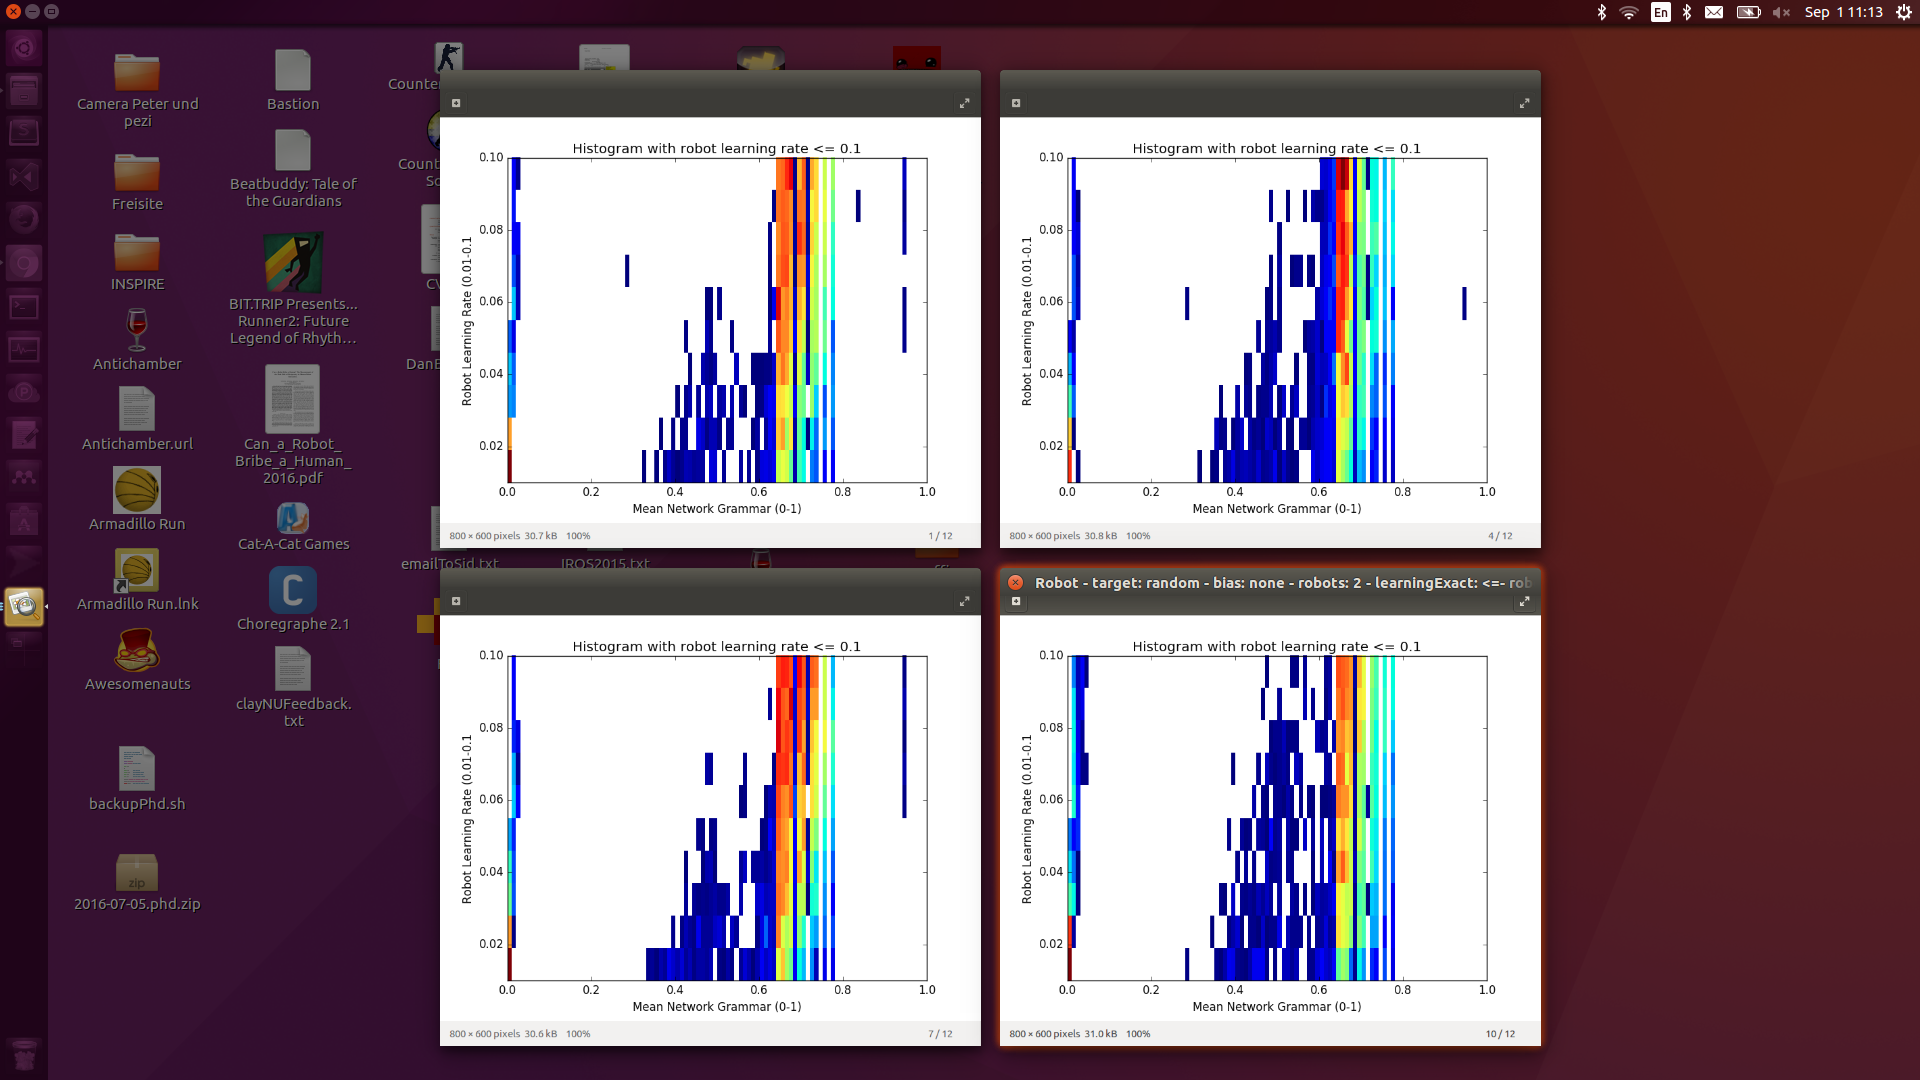 En
Sep 1 11:13
Camera Peter und
pezi
Freisite
INSPIRE
Antichamber
Antichamber.url
Armadillo Run
Armadillo Run.lnk
Awesomenauts
backupPhd.sh
zip
2016-07-05.phd.zip
Bastion
Beatbuddy: Tale of
the Guardians
BIT.TRIP Presents...
Runner2: Future
Legend of Rhyth...
Can_a_Robot_
Bribe_a_Human_
2016.pdf
Cat-A-Cat Games
C
Choregraphe 2.1
clayNUFeedback.
txt
Counte
Coun
So
CV
DanE
emailToSid.txt
IROS2015.txt
Histogram with robot learning rate <= 0.1
0.10
0.08
0.06
0.04
0.02
Robot Learning Rate (0.01-0.1
0.0 0.2 0.4 0.6 0.8 1.0
Mean Network Grammar (0-1)
800 × 600 pixels 30.7 kB 100% 1 / 12
Histogram with robot learning rate <= 0.1
0.10
0.08
0.06
0.04
0.02
Robot Learning Rate (0.01-0.1
0.0 0.2 0.4 0.6 0.8 1.0
Mean Network Grammar (0-1)
800 × 600 pixels 30.8 kB 100% 4 / 12
Histogram with robot learning rate <= 0.1
0.10
0.08
0.06
0.04
0.02
Robot Learning Rate (0.01-0.1
0.0 0.2 0.4 0.6 0.8 1.0
Mean Network Grammar (0-1)
800 × 600 pixels 30.6 kB 100% 7 / 12
Robot - target: random - bias: none - robots: 2 - learningExact: <=- rob
Histogram with robot learning rate <= 0.1
0.10
0.08
0.06
0.04
0.02
Robot Learning Rate (0.01-0.1
0.0 0.2 0.4 0.6 0.8 1.0
Mean Network Grammar (0-1)
800 × 600 pixels 31.0 kB 100% 10 / 12